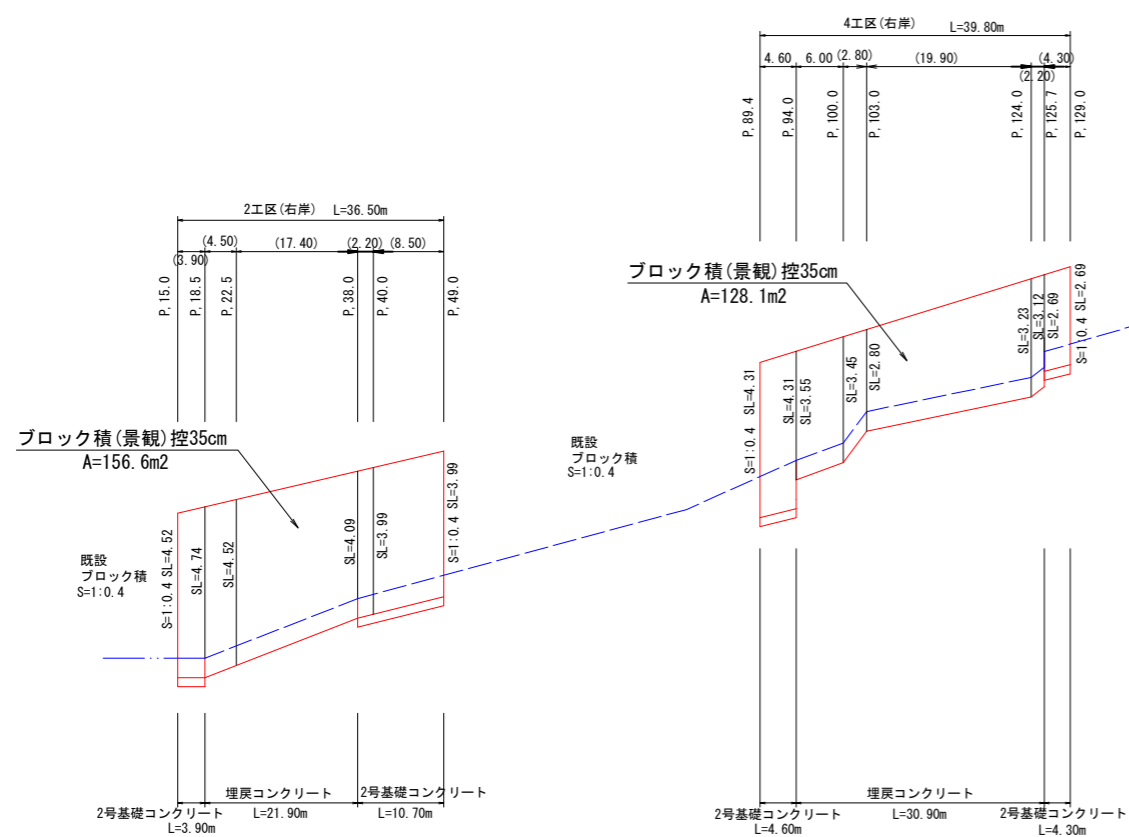 4工区(右岸) L=39.80m
4.60 6.00 (2.80) (19.90) (2.20) (4.30)
P,89.4
P,94.0
P,100.0
P,103.0
P,124.0
P,125.7
P,129.0
2工区(右岸) L=36.50m
(3.90) (4.50) (17.40) (2.20) (8.50)
P,15.0
P,18.5
P,22.5
P,38.0
P,40.0
P,49.0
ブロック積(景観)控35cm
A=128.1m2
S=1:0.4 SL=4.31
SL=4.31
SL=3.55
SL=3.45
SL=2.80
SL=3.23
SL=3.12
SL=2.69
S=1:0.4 SL=2.69
ブロック積(景観)控35cm
A=156.6m2
既設
ブロック積
S=1:0.4
S=1:0.4 SL=4.52
SL=4.74
SL=4.52
SL=4.09
SL=3.99
S=1:0.4 SL=3.99
既設
ブロック積
S=1:0.4
2号基礎コンクリート
L=3.90m
埋戻コンクリート
L=21.90m
2号基礎コンクリート
L=10.70m
2号基礎コンクリート
L=4.60m
埋戻コンクリート
L=30.90m
2号基礎コンクリート
L=4.30m